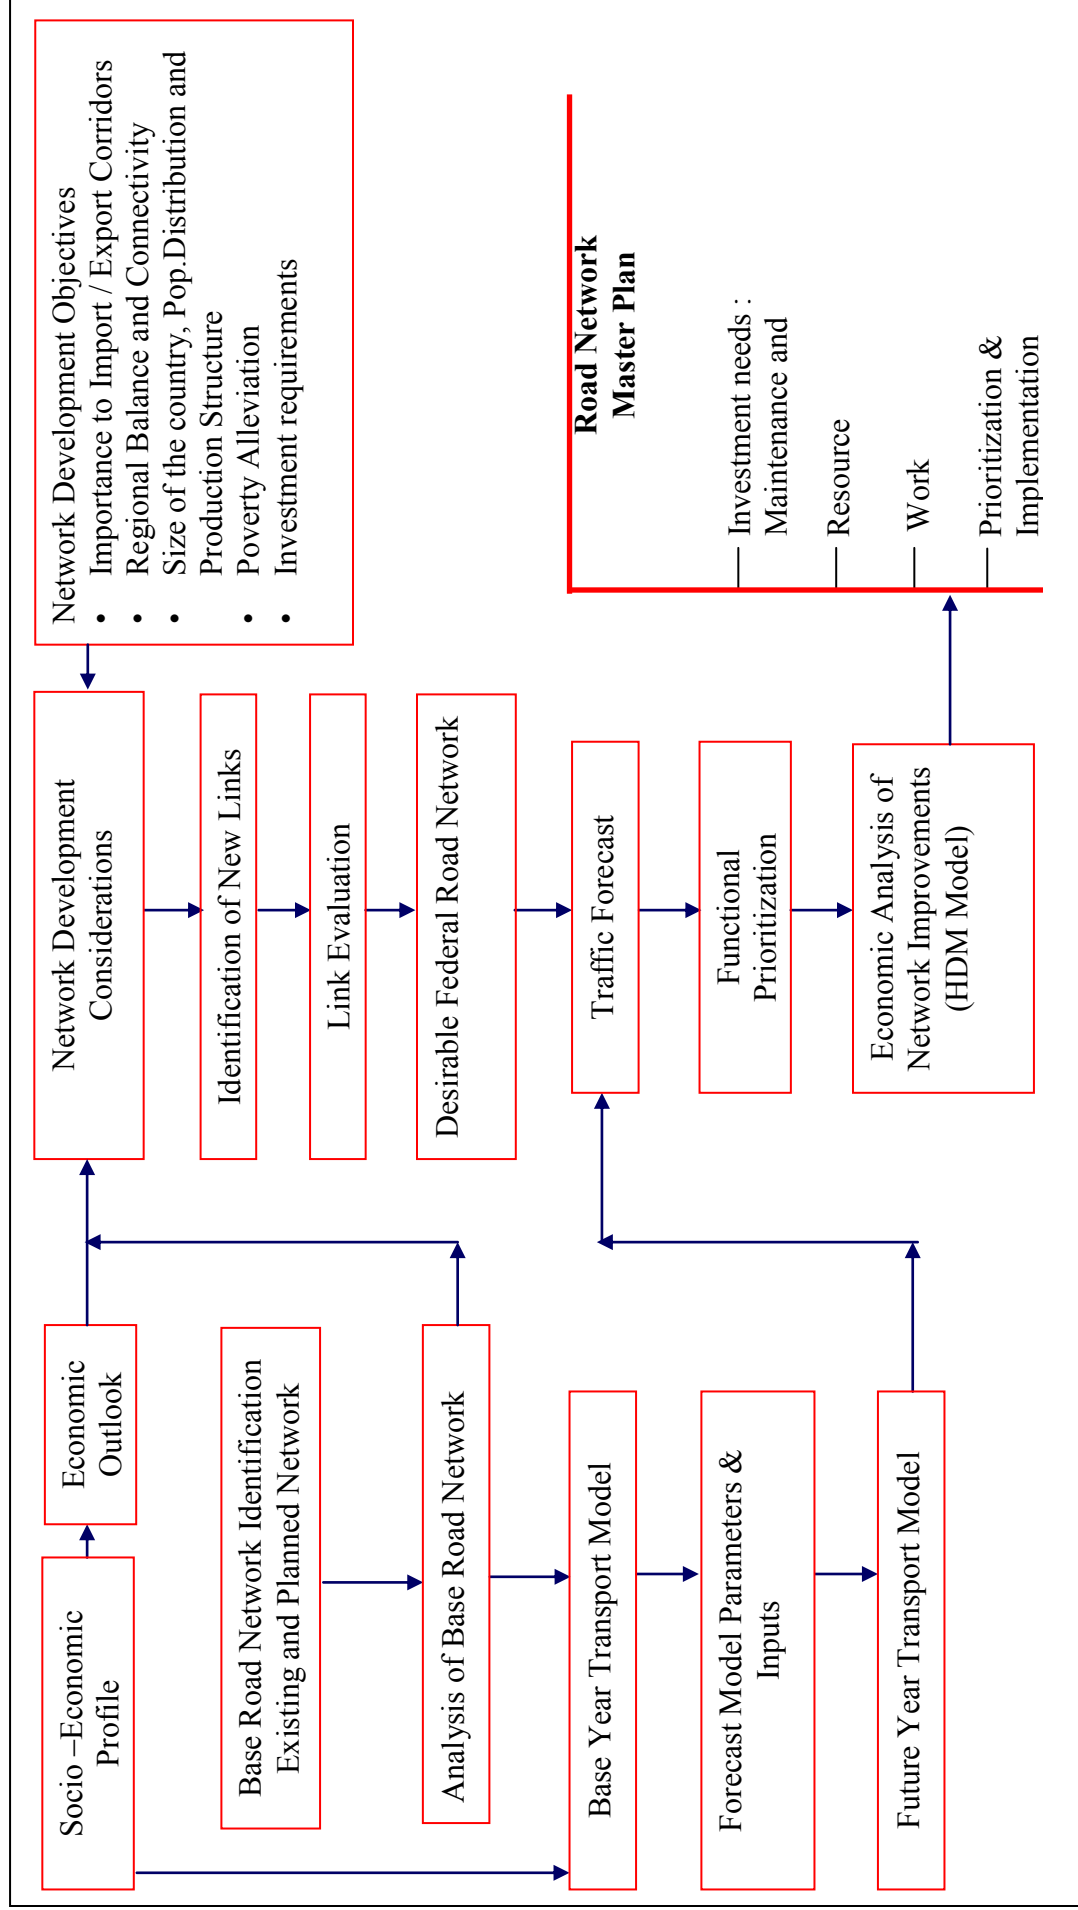 Socio –Economic
Profile
Economic
Outlook
Base Road Network Identification
Existing and Planned Network
Analysis of Base Road Network
Base Year Transport Model
Forecast Model Parameters &
Inputs
Future Year Transport Model
Network Development
Considerations
Identification of New Links
Link Evaluation
Desirable Federal Road Network
Traffic Forecast
Functional
Prioritization
Economic Analysis of
Network Improvements
(HDM Model)
Network Development Objectives
• Importance to Import / Export Corridors
• Regional Balance and Connectivity
• Size of the country, Pop.Distribution and
Production Structure
• Poverty Alleviation
• Investment requirements
Road Network
Master Plan
Investment needs :
Maintenance and
Resource
Work
Prioritization &
Implementation